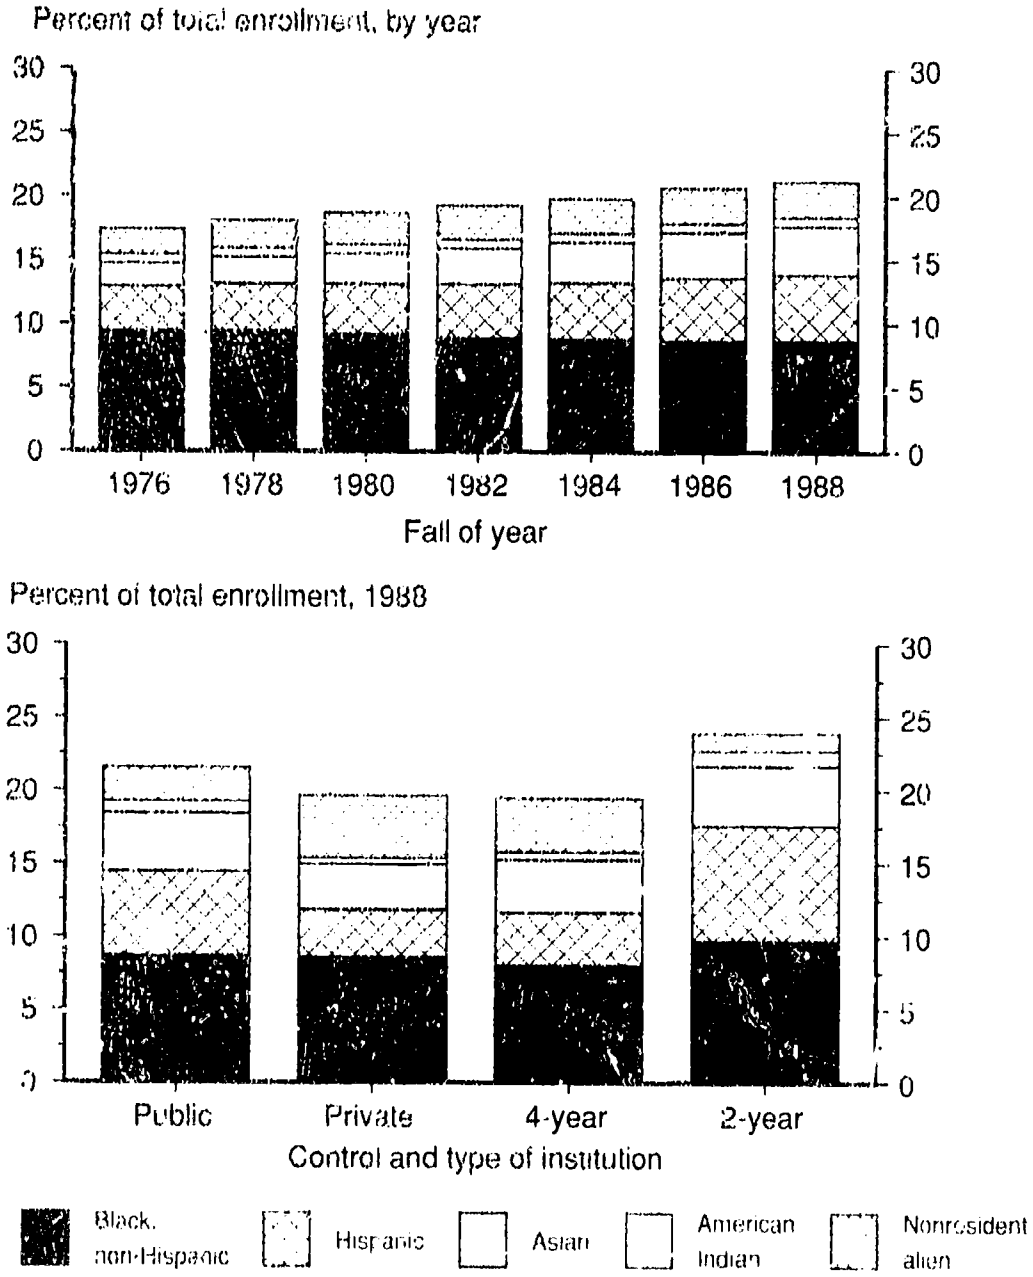 Percent of total enrollment, by year
30 30
25 25
20 20
15 15
10 10
5 5
0 0
1976 1978 1980 1982 1984 1986 1988
Fall of year
Percent of total enrollment, 1988
30 30
25 25
20 20
15 15
10 10
5 5
0 0
Public Private 4-year 2-year
Control and type of institution
Black, Hispanic Asian American Nonresident
non-Hispanic Indian alien